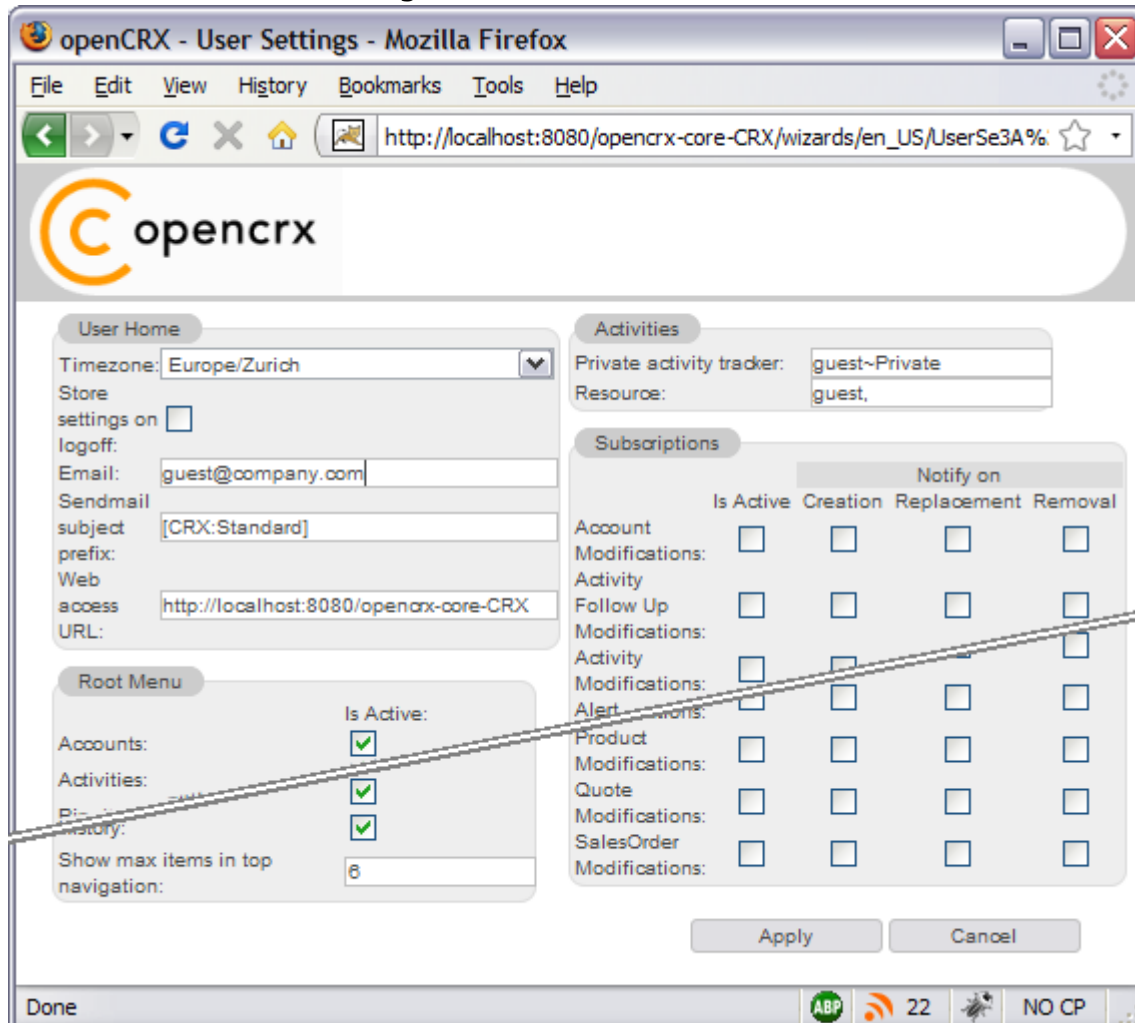 openCRX - User Settings - Mozilla Firefox
File Edit View History Bookmarks Tools Help
http://localhost:8080/opencrx-core-CRX/wizards/en_US/UserSe3A%
opencrx
User Home
Timezone: Europe/Zurich
Store
settings on
logoff:
Email: guest@company.com
Sendmail
subject [CRX:Standard]
prefix:
Web
access http://localhost:8080/opencrx-core-CRX
URL:
Root Menu
Is Active:
Accounts:
Activities:
History:
Show max items in top 6
navigation:
Activities
Private activity tracker: guest~Private
Resource: guest,
Subscriptions
Notify on
Is Active Creation Replacement Removal
Account
Modifications:
Activity
Follow Up
Modifications:
Activity
Modifications:
Alert
Product
Modifications:
Quote
Modifications:
SalesOrder
Modifications:
Apply Cancel
Done ABP 22 NO CP